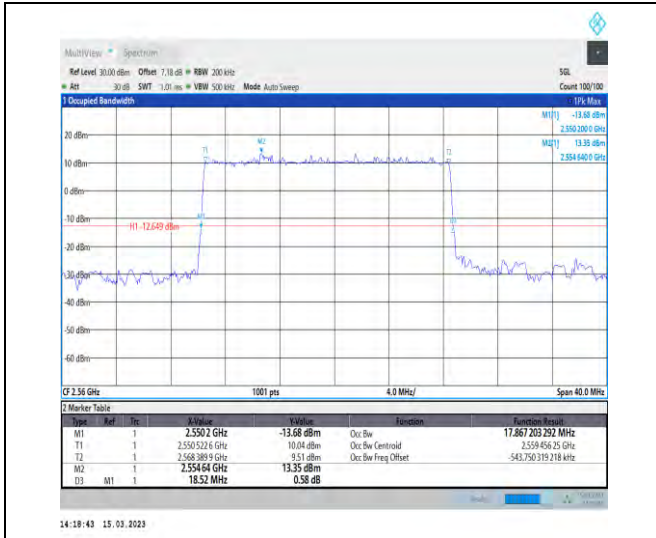 MultiView Spectrum
Ref Level 30.00 dBm Offset 7.18 dB RBW 200 kHz SGL
Att 30 dB SWT 1.01 ms VBW 500 kHz Mode Auto Sweep Count 100/100
1 Occupied Bandwidth 1Pk Max
M1[1] -13.68 dBm
2.550 200 0 GHz
20 dBm
M2
M2[1] 13.35 dBm
T1
T2
2.554 640 0 GHz
10 dBm
0 dBm
-10 dBm
M1
H1 -12.649 dBm
-20 dBm
-30 dBm
-40 dBm
-50 dBm
-60 dBm
CF 2.56 GHz 1001 pts 4.0 MHz/ Span 40.0 MHz
2 Marker Table
Type Ref Trc X-Value Y-Value Function Function Result
M1 1 2.550 2 GHz -13.68 dBm Occ Bw 17.867 203 292 MHz
T1 1 2.550 522 6 GHz 10.04 dBm Occ Bw Centroid 2.559 456 25 GHz
T2 1 2.568 389 9 GHz 9.51 dBm Occ Bw Freq Offset -543.750 319 218 kHz
M2 1 2.554 64 GHz 13.35 dBm
D3 M1 1 18.52 MHz 0.58 dB
14:18:43 15.03.2023